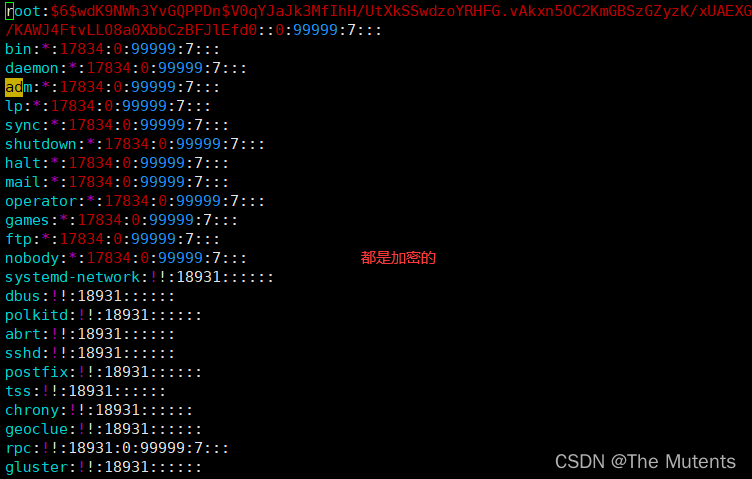 root:$6$wdK9NWh3YvGQPPDn$V0qYJaJk3MfIhH/UtXkSSwdzoYRHFG.vAkxn5OC2KmGBSzGZyzK/xUAEXG
/KAWJ4FtvLLO8a0XbbCzBFJlEfd0::0:99999:7:::
bin:*:17834:0:99999:7:::
daemon:*:17834:0:99999:7:::
adm:*:17834:0:99999:7:::
lp:*:17834:0:99999:7:::
sync:*:17834:0:99999:7:::
shutdown:*:17834:0:99999:7:::
halt:*:17834:0:99999:7:::
mail:*:17834:0:99999:7:::
operator:*:17834:0:99999:7:::
games:*:17834:0:99999:7:::
ftp:*:17834:0:99999:7:::
nobody:*:17834:0:99999:7:::
都是加密的
systemd-network:!!:18931::::::
dbus:!!:18931::::::
polkitd:!!:18931::::::
abrt:!!:18931::::::
sshd:!!:18931::::::
postfix:!!:18931::::::
tss:!!:18931::::::
chrony:!!:18931::::::
geoclue:!!:18931::::::
rpc:!!:18931:0:99999:7:::
gluster:!!:18931::::::
CSDN @The Mutents